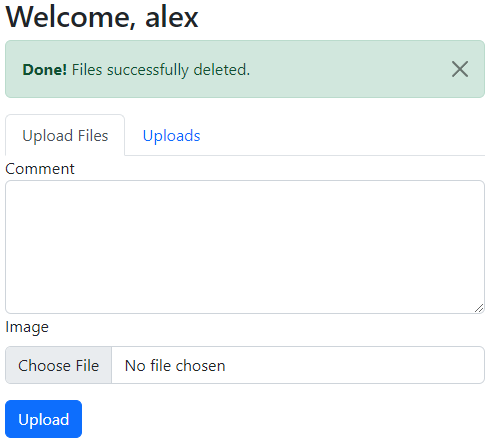 Welcome, alex
Done! Files successfully deleted.
Upload Files Uploads
Comment
Image
Choose File No file chosen
Upload